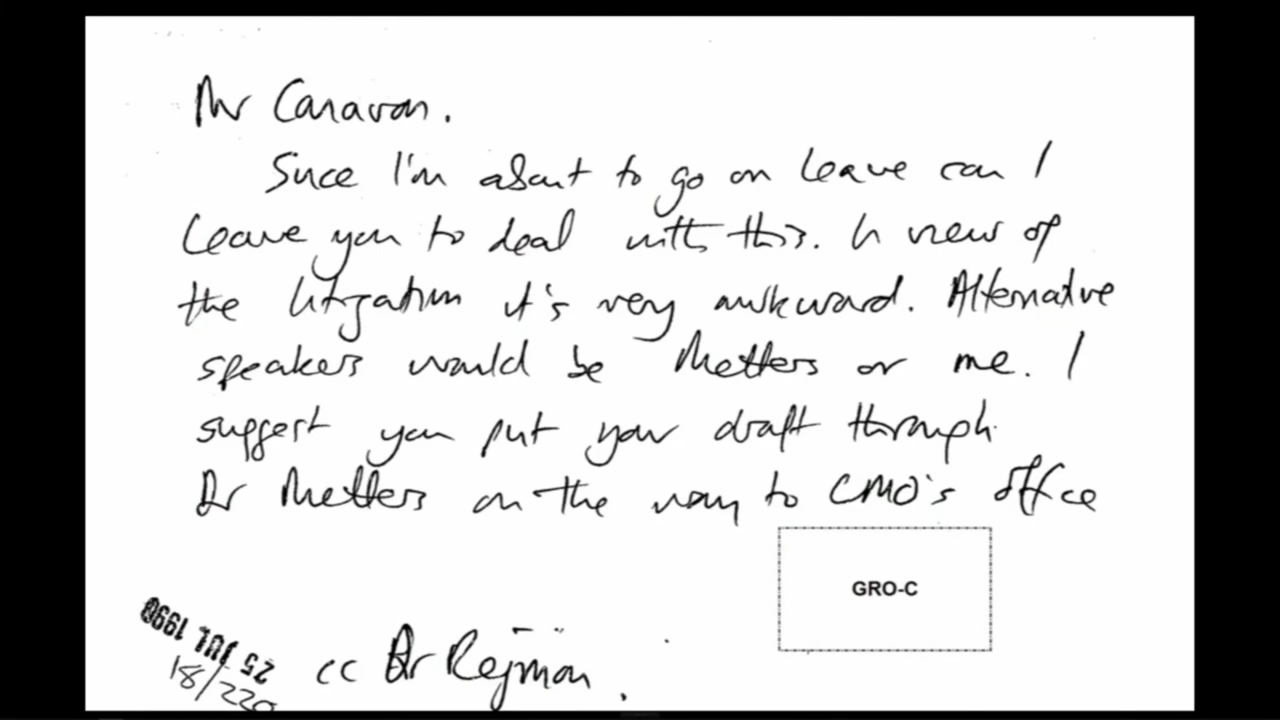 Mr Canavan.
Since I'm about to go on leave can I
leave you to deal with this. In view of
the litigation it's very awkward. Alternative
speakers would be Metters or me. I
suggest you put your draft through
Dr Metters on the way to CMO's office
GRO-C
25 JUL 1990
18/220
cc Dr Rejman.